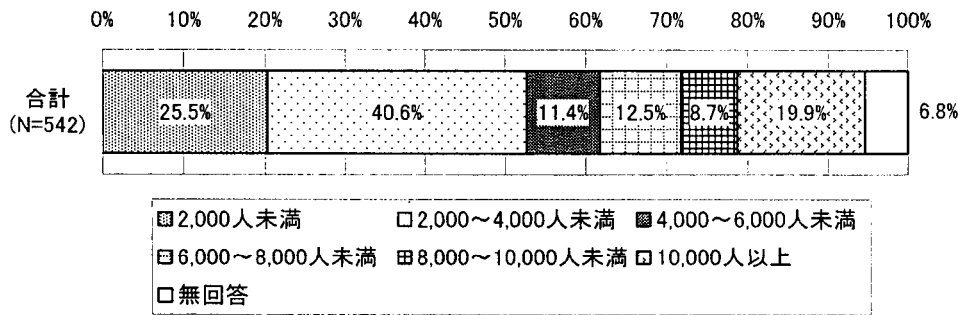 0% 10% 20% 30% 40% 50% 60% 70% 80% 90% 100%
合計
(N=542)
25.5% 40.6% 11.4% 12.5% 8.7% 19.9% 6.8%
2,000人未満 2,000～4,000人未満 4,000～6,000人未満
6,000～8,000人未満 8,000～10,000人未満 10,000人以上
無回答